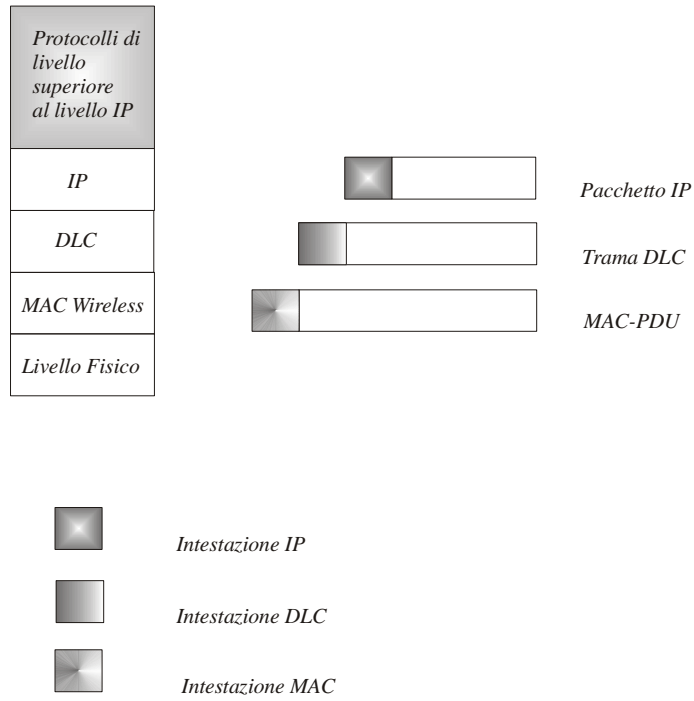 Protocolli di
livello
superiore
al livello IP
IP
Pacchetto IP
DLC
Trama DLC
MAC Wireless
MAC-PDU
Livello Fisico
Intestazione IP
Intestazione DLC
Intestazione MAC